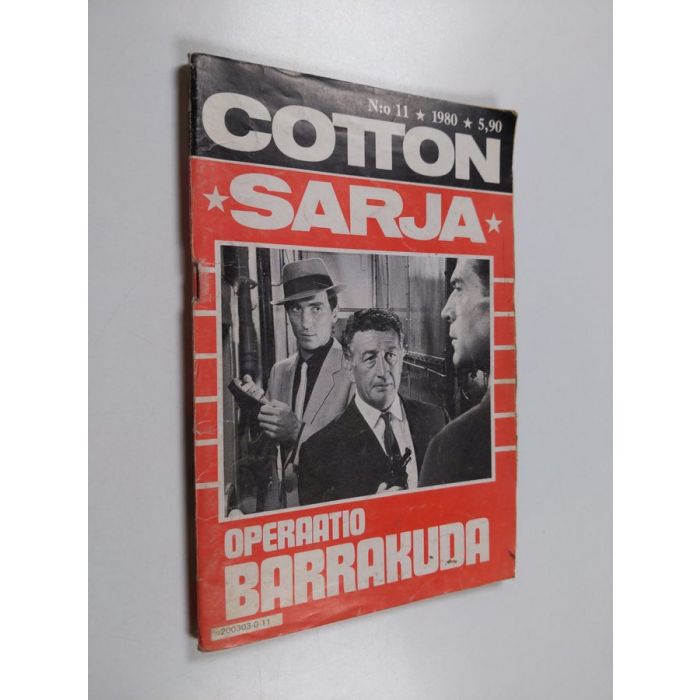 N:o 11 ★ 1980 ★ 5,90
COTTON
★SARJA★
OPERAATIO
BARRAKUDA
200303-0-11